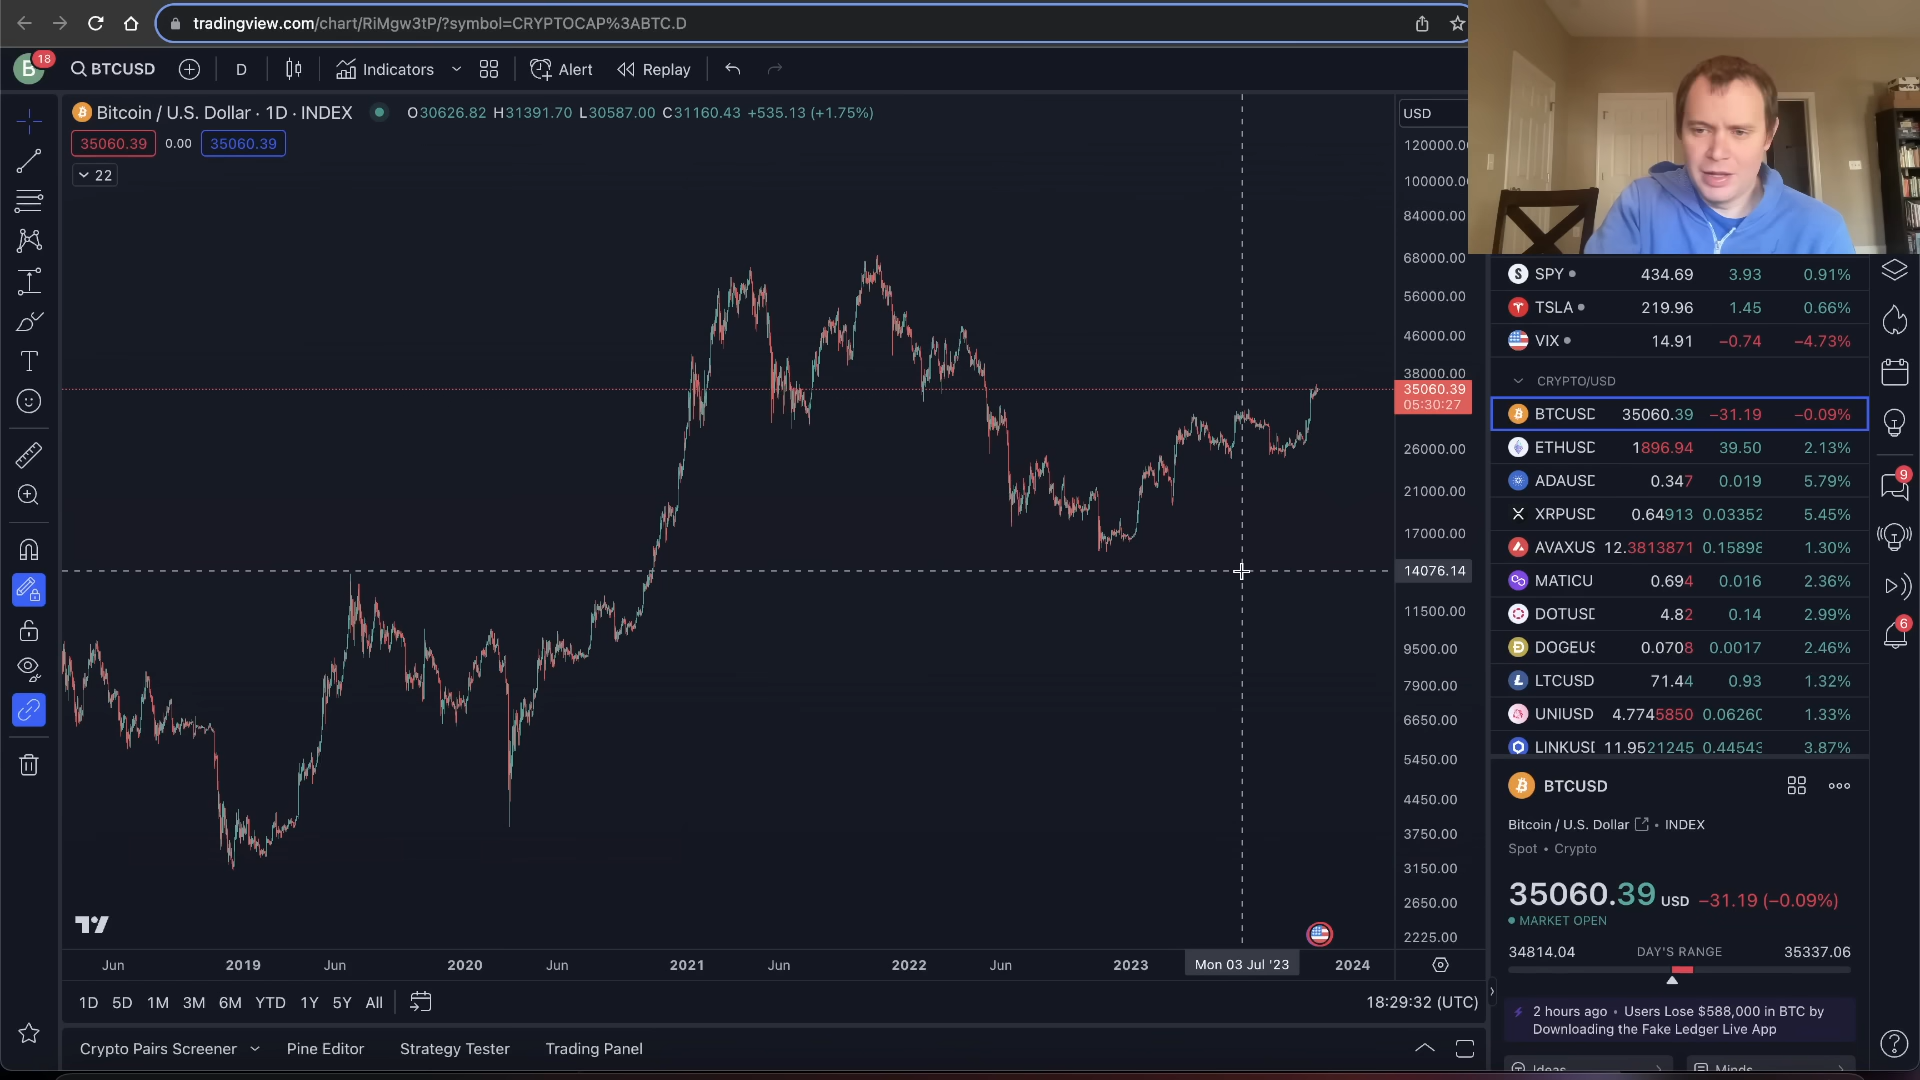 tradingview.com/chart/RiMgw3tP/?symbol=CRYPTOCAP%3ABTC.D
B 18 BTCUSD D Indicators Alert Replay
Bitcoin / U.S. Dollar · 1D · INDEX O30626.82 H31391.70 L30587.00 C31160.43 +535.13 (+1.75%)
35060.39 0.00 35060.39
22
USD
120000.0
100000.0
84000.00
68000.00
56000.00
46000.00
38000.00
35060.39
05:30:27
26000.00
21000.00
17000.00
14076.14
11500.00
9500.00
7900.00
6650.00
5450.00
4450.00
3750.00
3150.00
2650.00
2225.00
Jun 2019 Jun 2020 Jun 2021 Jun 2022 Jun 2023 Mon 03 Jul '23 2024
1D 5D 1M 3M 6M YTD 1Y 5Y All 18:29:32 (UTC)
Crypto Pairs Screener Pine Editor Strategy Tester Trading Panel
SPY 434.69 3.93 0.91%
TSLA 219.96 1.45 0.66%
VIX 14.91 −0.74 −4.73%
CRYPTO/USD
BTCUSD 35060.39 −31.19 −0.09%
ETHUSD 1896.94 39.50 2.13%
ADAUSD 0.347 0.019 5.79%
XRPUSD 0.64913 0.03352 5.45%
AVAXUS 12.3813871 0.15898 1.30%
MATICU 0.694 0.016 2.36%
DOTUSD 4.82 0.14 2.99%
DOGEUS 0.0708 0.0017 2.46%
LTCUSD 71.44 0.93 1.32%
UNIUSD 4.7745850 0.06260 1.33%
LINKUSD 11.9521245 0.44543 3.87%
BTCUSD
Bitcoin / U.S. Dollar • INDEX
Spot • Crypto
35060.39 USD −31.19 (−0.09%)
MARKET OPEN
34814.04 DAY'S RANGE 35337.06
2 hours ago • Users Lose $588,000 in BTC by
Downloading the Fake Ledger Live App
Ideas Minds
9
6